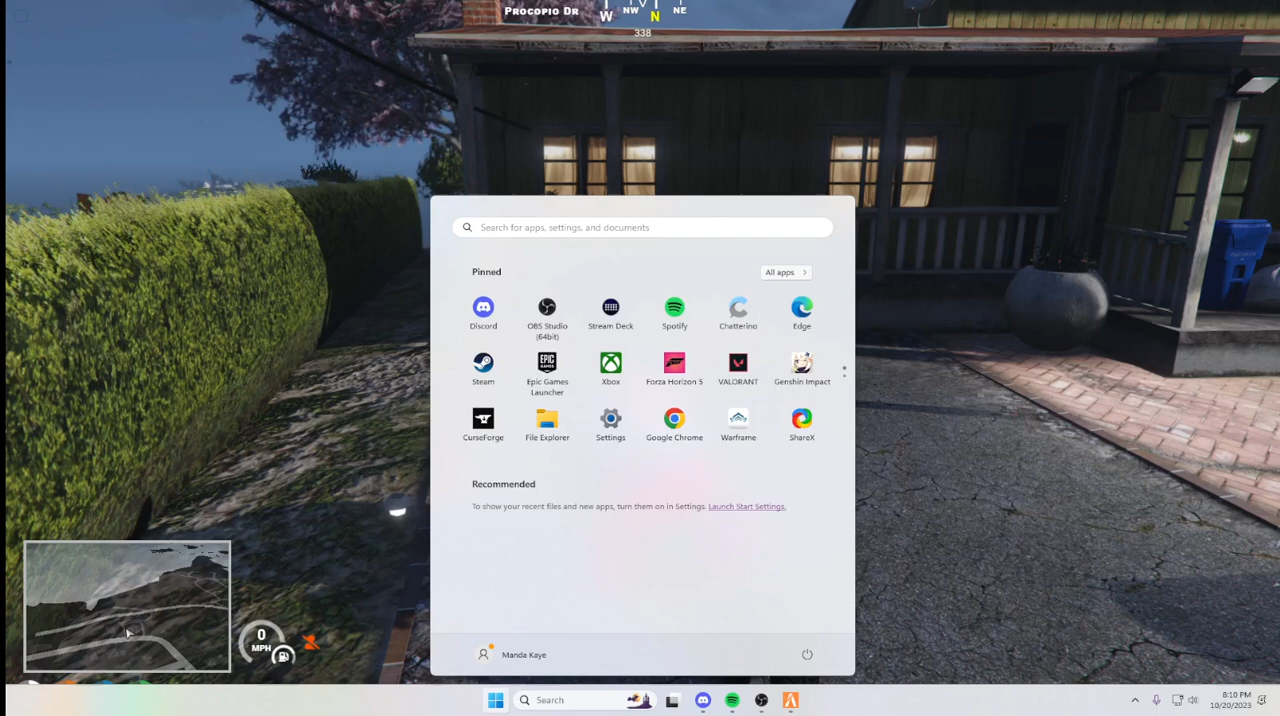 Procopio Dr
W NW N NE
338
Search for apps, settings, and documents
Pinned
All apps
Discord
OBS Studio
(64bit)
Stream Deck
Spotify
Chatterino
Edge
Steam
EPIC
GAMES
Epic Games
Launcher
Xbox
Forza Horizon 5
VALORANT
Genshin Impact
CurseForge
File Explorer
Settings
Google Chrome
Warframe
ShareX
Recommended
To show your recent files and new apps, turn them on in Settings. Launch Start Settings.
0
MPH
Manda Kaye
Search
8:10 PM
10/20/2023